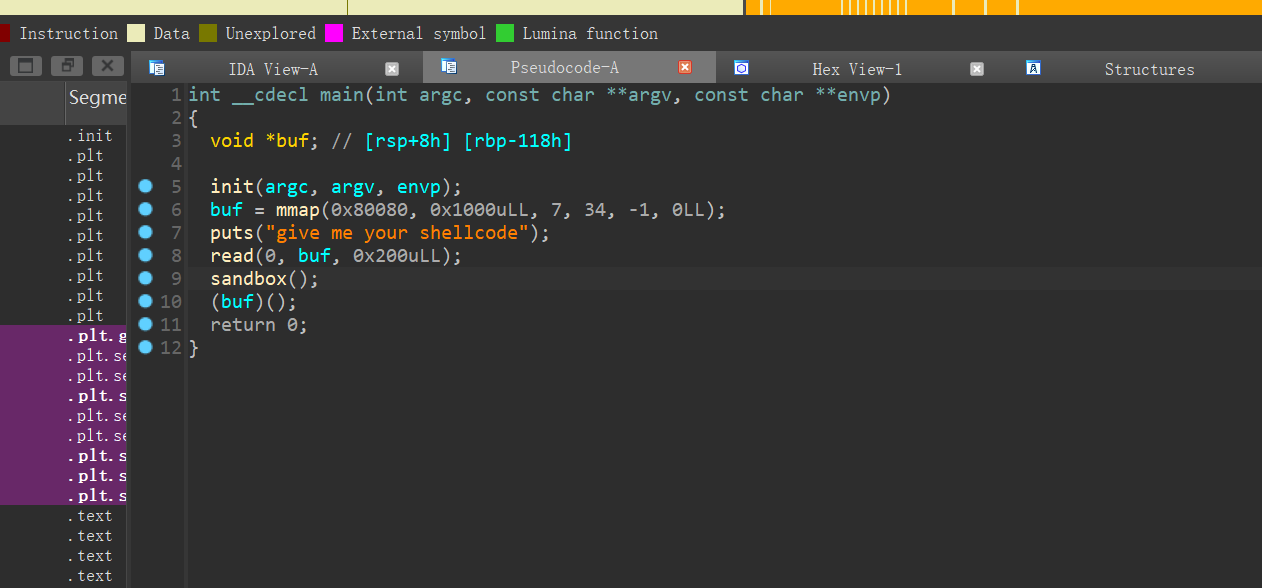 Instruction Data Unexplored External symbol Lumina function
IDA View-A Pseudocode-A Hex View-1 Structures
Segme
.init
.plt
.plt
.plt
.plt
.plt
.plt
.plt
.plt
.plt
.plt.g
.plt.se
.plt.se
.plt.s
.plt.se
.plt.se
.plt.s
.plt.s
.plt.s
.text
.text
.text
.text
1 int __cdecl main(int argc, const char **argv, const char **envp)
2 {
3 void *buf; // [rsp+8h] [rbp-118h]
4
5 init(argc, argv, envp);
6 buf = mmap(0x80080, 0x1000uLL, 7, 34, -1, 0LL);
7 puts("give me your shellcode");
8 read(0, buf, 0x200uLL);
9 sandbox();
10 (buf)();
11 return 0;
12 }